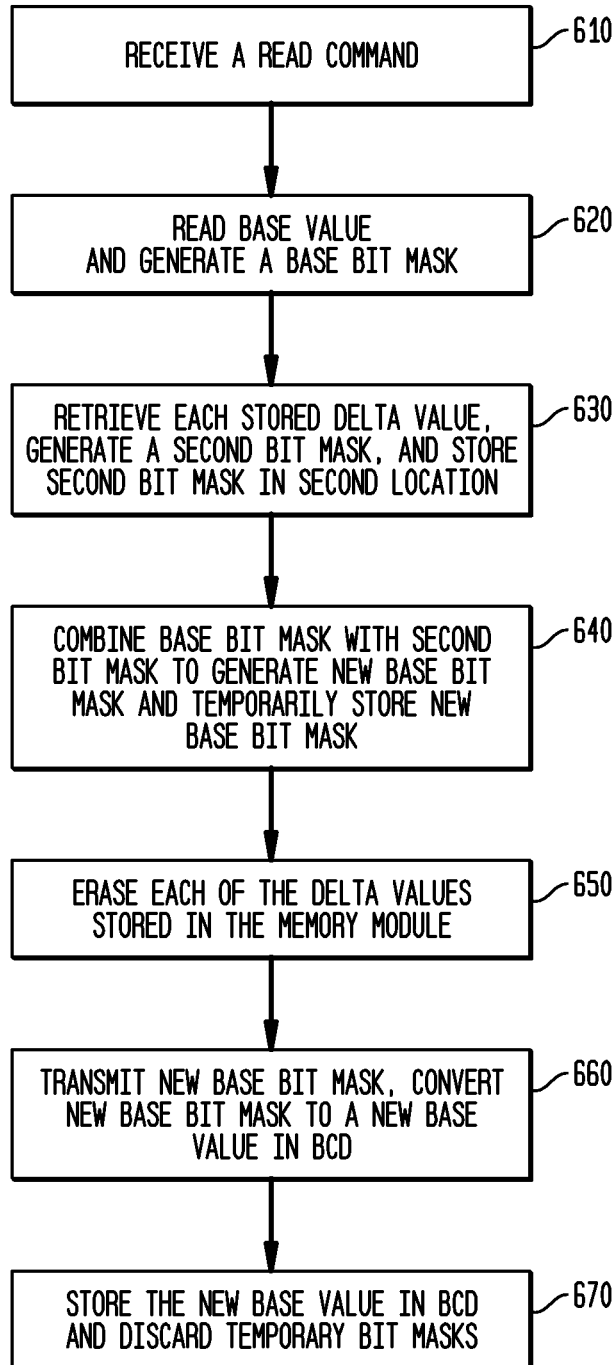 RECEIVE A READ COMMAND
610
READ BASE VALUE
AND GENERATE A BASE BIT MASK
620
RETRIEVE EACH STORED DELTA VALUE,
GENERATE A SECOND BIT MASK, AND STORE
SECOND BIT MASK IN SECOND LOCATION
630
COMBINE BASE BIT MASK WITH SECOND
BIT MASK TO GENERATE NEW BASE BIT
MASK AND TEMPORARILY STORE NEW
BASE BIT MASK
640
ERASE EACH OF THE DELTA VALUES
STORED IN THE MEMORY MODULE
650
TRANSMIT NEW BASE BIT MASK, CONVERT
NEW BASE BIT MASK TO A NEW BASE
VALUE IN BCD
660
STORE THE NEW BASE VALUE IN BCD
AND DISCARD TEMPORARY BIT MASKS
670